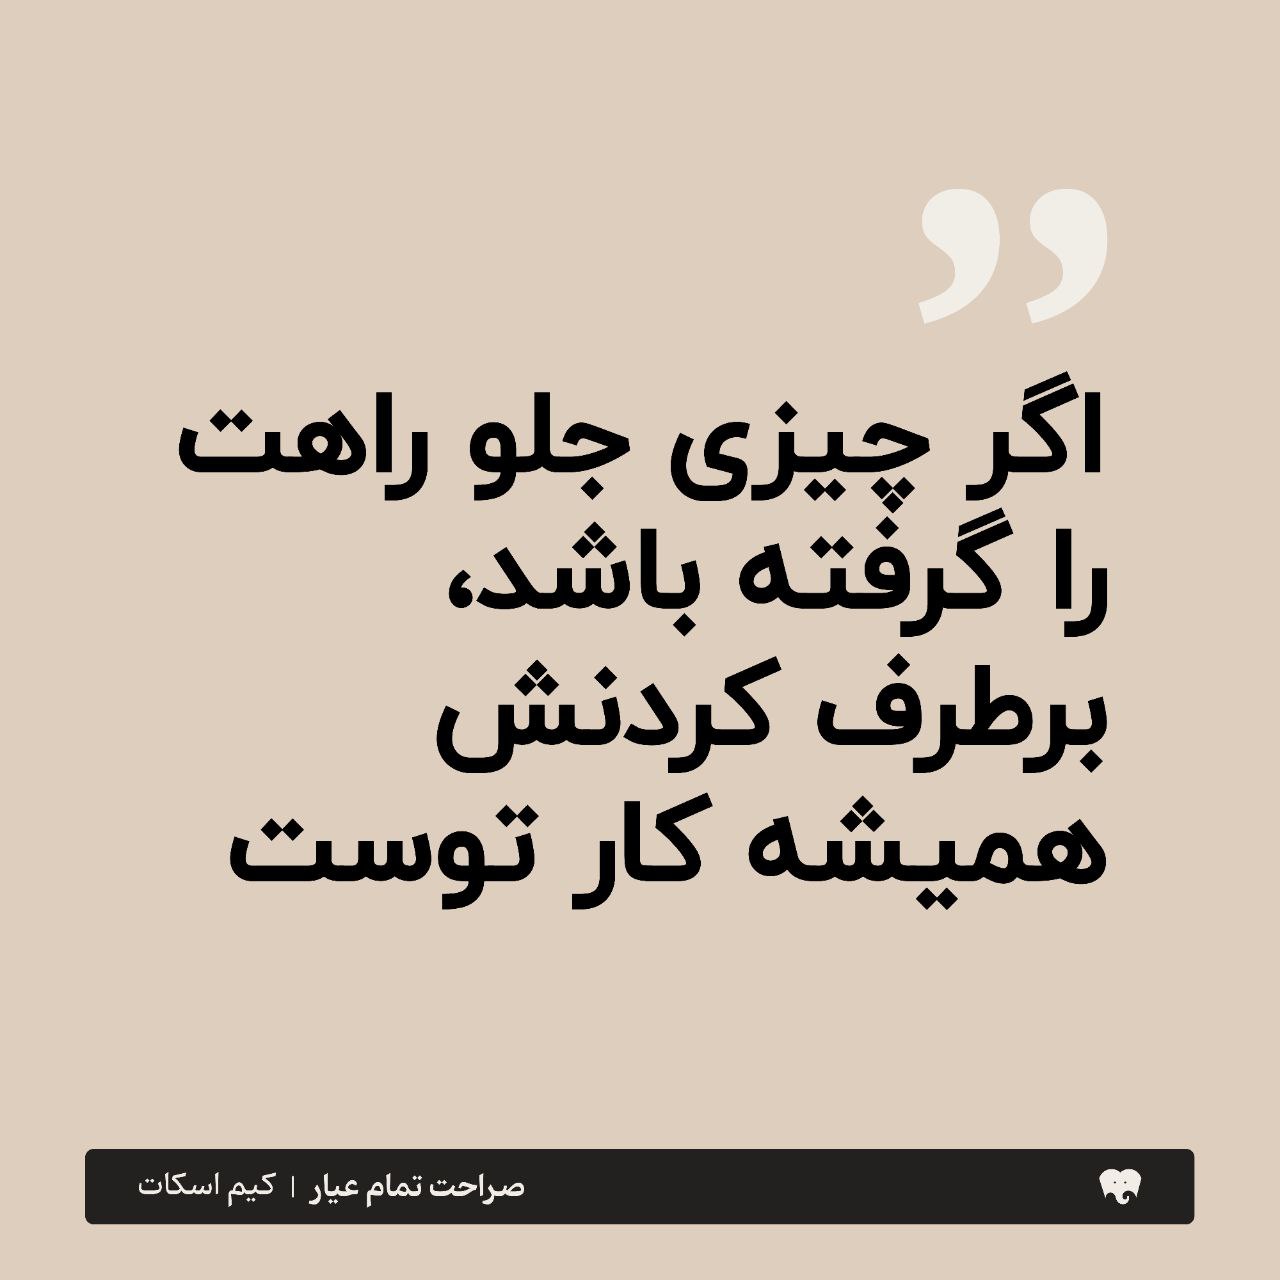 ”
اگر چیزی جلو راهت
را گرفته باشد،
برطرف کردنش
همیشه کار توست
صراحت تمام عیار | کیم اسکات